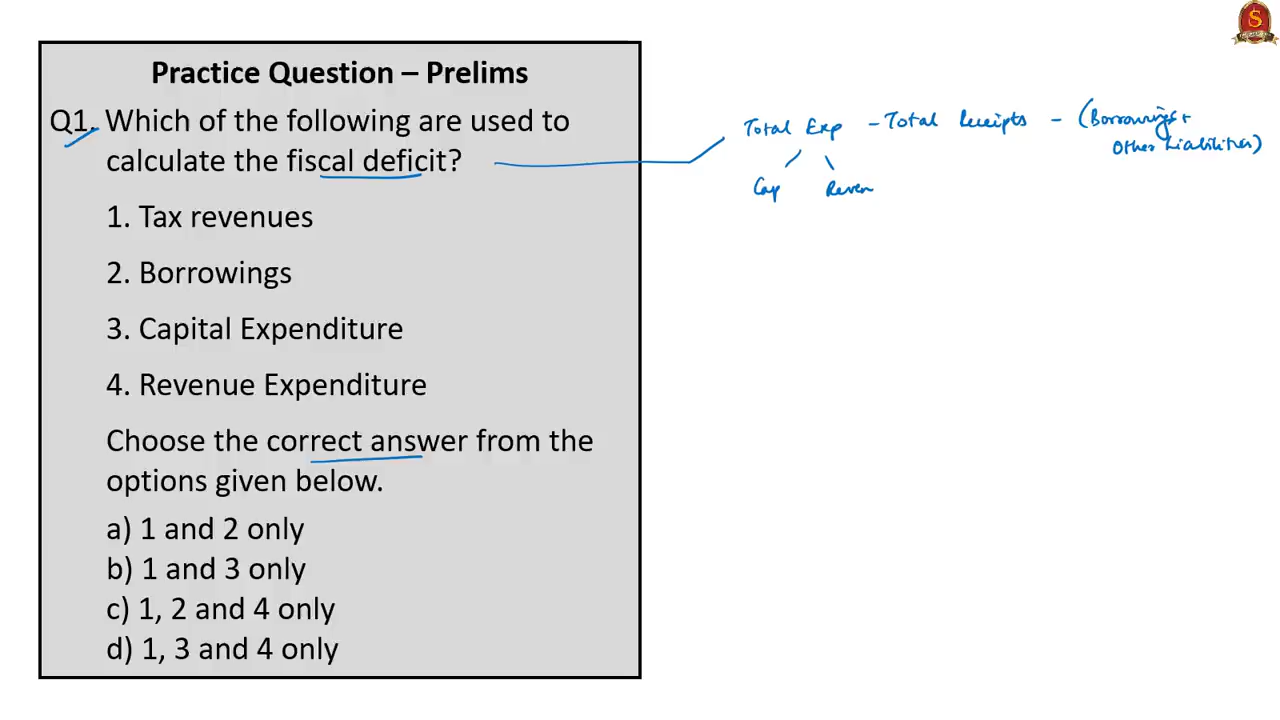 Practice Question – Prelims
Q1. Which of the following are used to
calculate the fiscal deficit?
1. Tax revenues
2. Borrowings
3. Capital Expenditure
4. Revenue Expenditure
Choose the correct answer from the
options given below.
a) 1 and 2 only
b) 1 and 3 only
c) 1, 2 and 4 only
d) 1, 3 and 4 only
Total Exp - Total Receipts - (Borrowings +
Other Liabilities)
Cap Reven